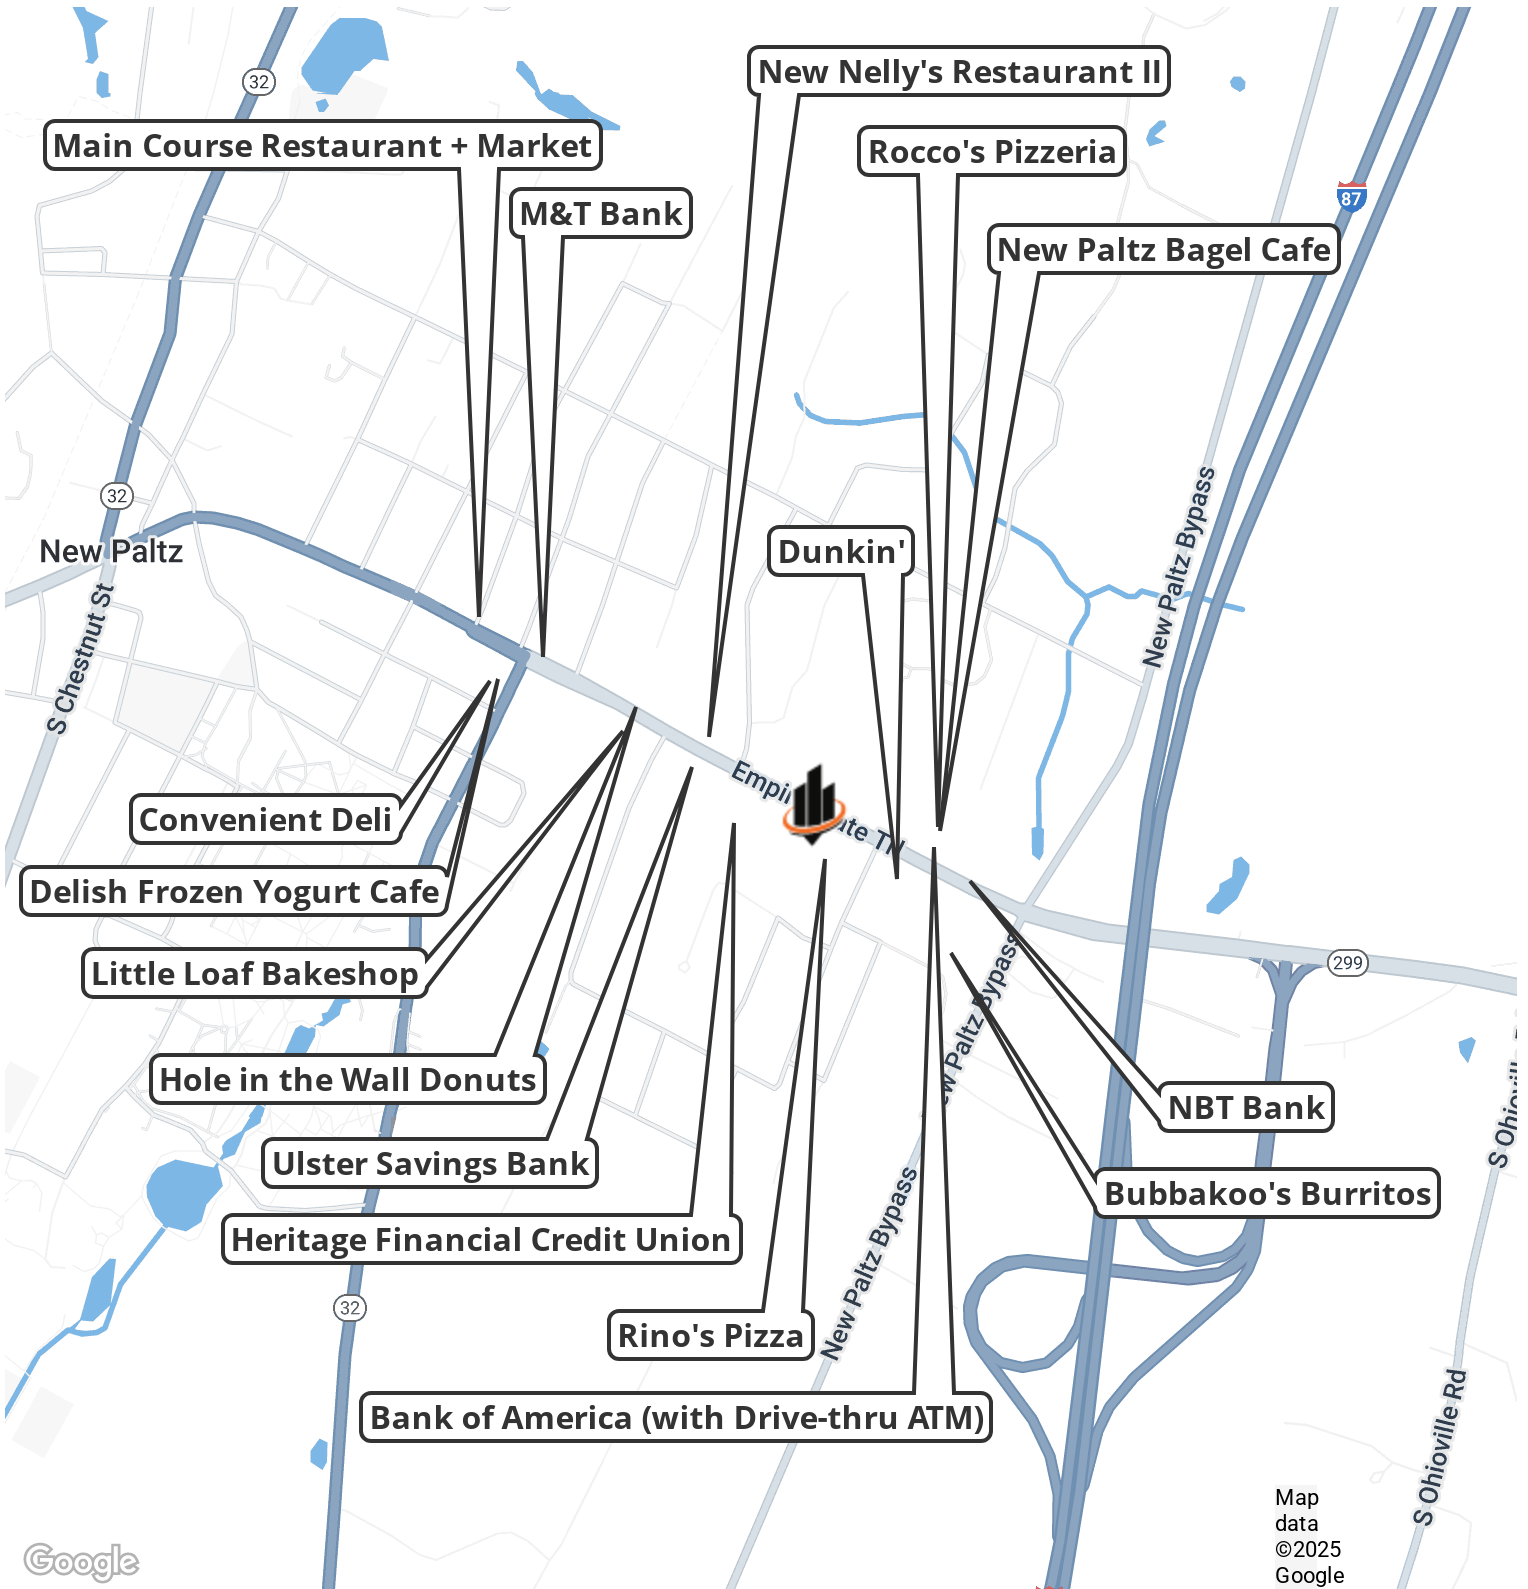 New Nelly's Restaurant II
32
Main Course Restaurant + Market
Rocco's Pizzeria
87
M&T Bank
New Paltz Bagel Cafe
32
New Paltz
Dunkin'
New Paltz Bypass
S Chestnut St
Convenient Deli
Delish Frozen Yogurt Cafe
Little Loaf Bakeshop
299
Hole in the Wall Donuts
NBT Bank
Ulster Savings Bank
Bubbakoo's Burritos
Heritage Financial Credit Union
New Paltz Bypass
32
Rino's Pizza
Bank of America (with Drive-thru ATM)
S Ohioville Rd
Map
data
©2025
Google
Google